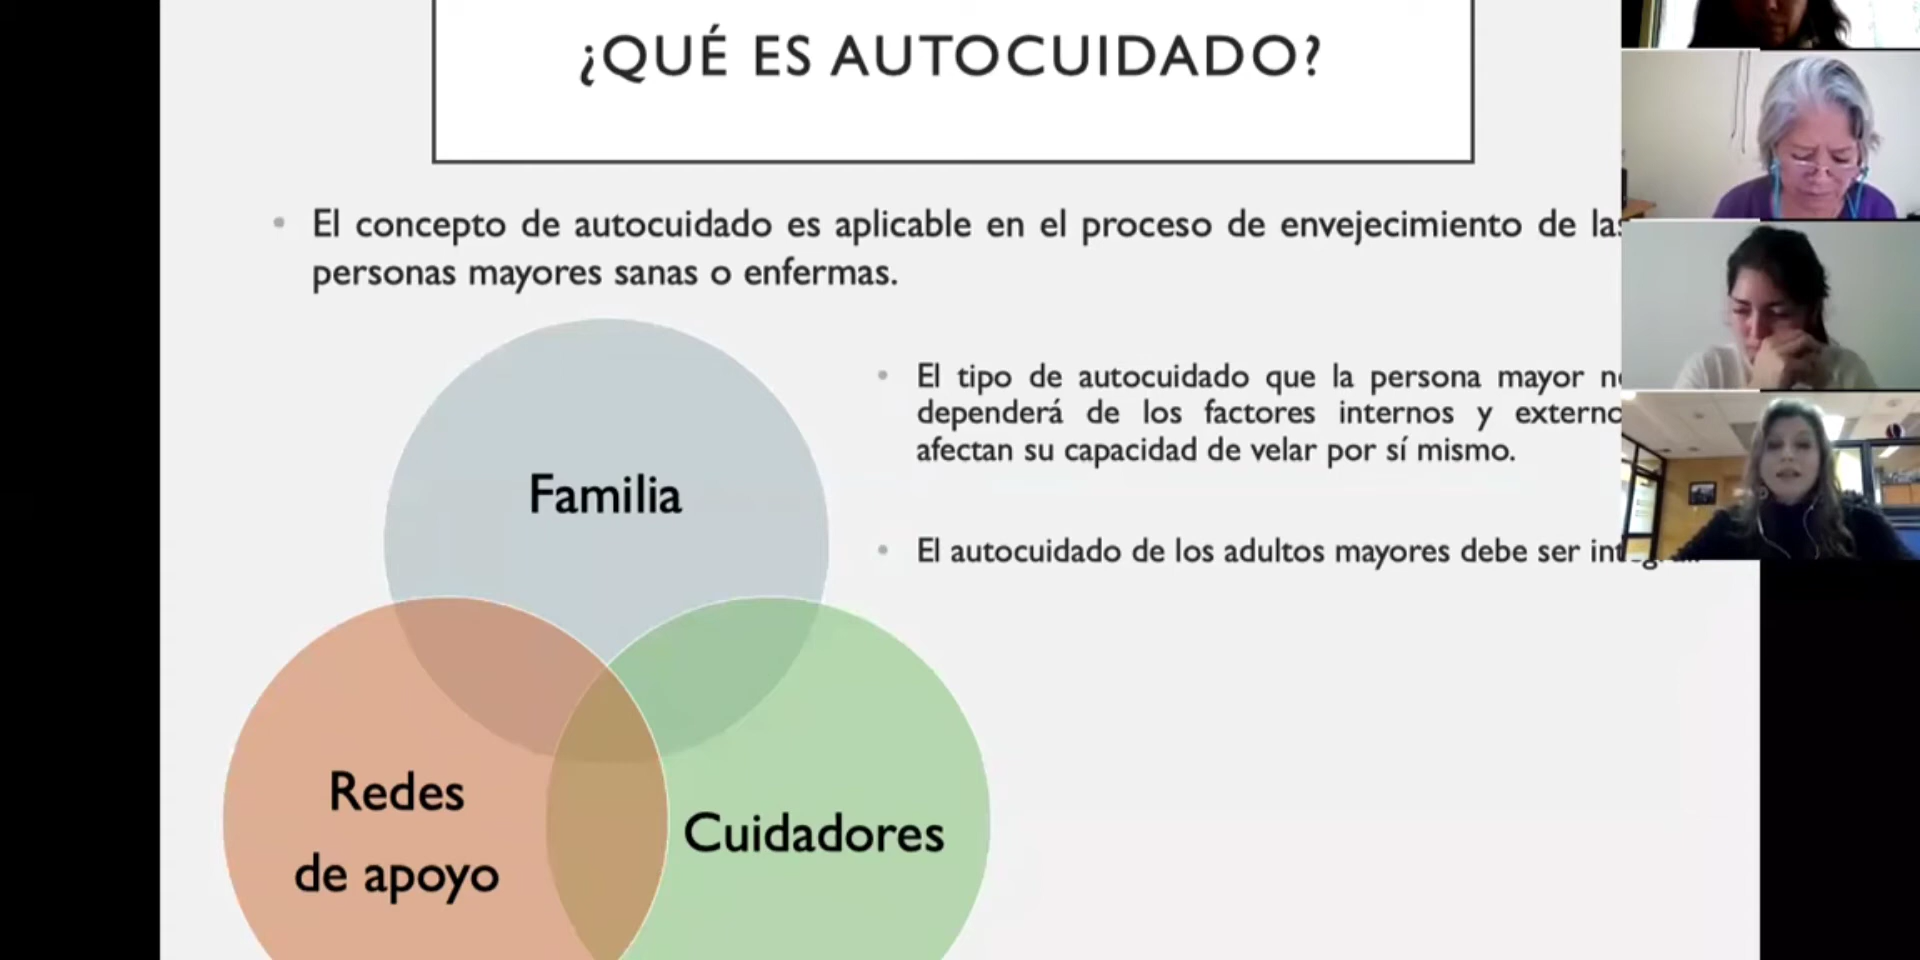 ¿QUÉ ES AUTOCUIDADO?
El concepto de autocuidado es aplicable en el proceso de envejecimiento de las
personas mayores sanas o enfermas.
El tipo de autocuidado que la persona mayor
dependerá de los factores internos y
afectan su capacidad de velar por sí mismo.
El autocuidado de los adultos mayores debe ser
Familia
Redes
de apoyo
Cuidadores